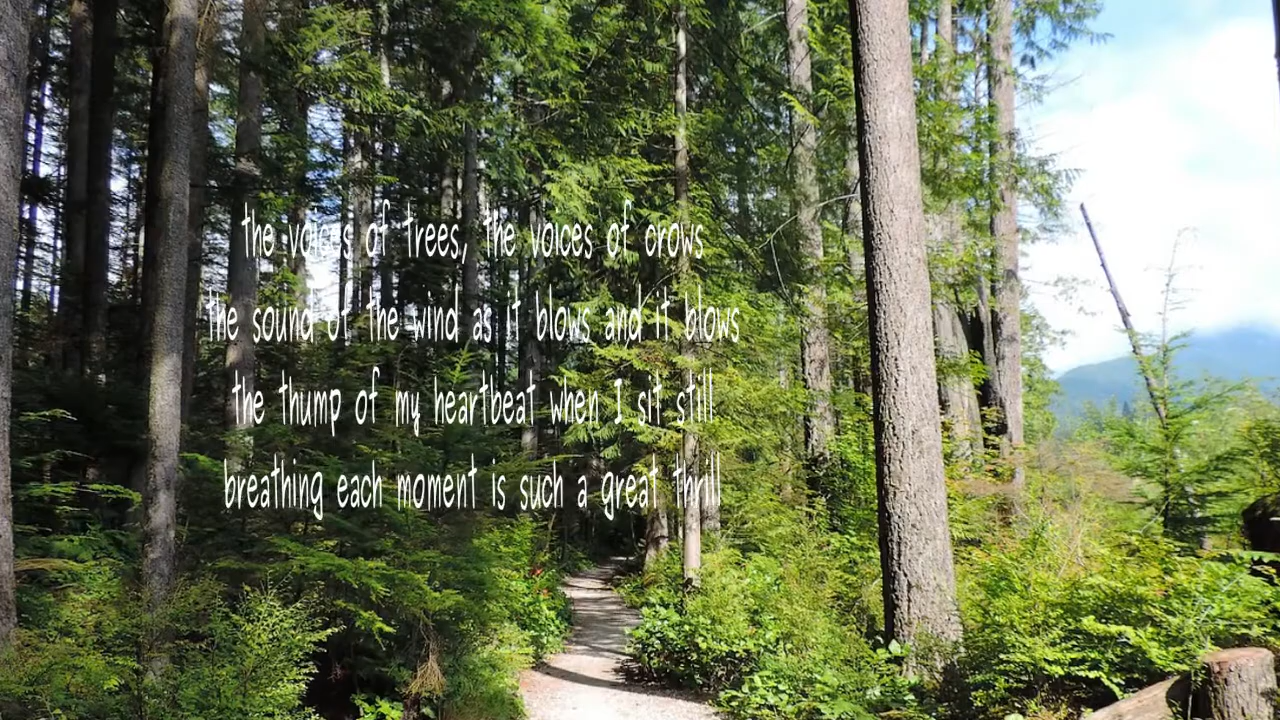 the voices of trees, the voices of crows
the sound of the wind as it blows and it blows
the thump of my heartbeat when I sit still
breathing each moment is such a great thrill